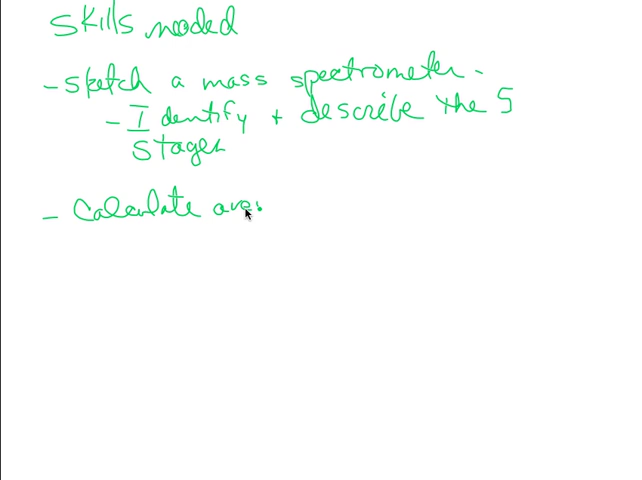 Skills needed
- Sketch a mass spectrometer.
- Identify + describe the 5
stages
- Calculate ave.